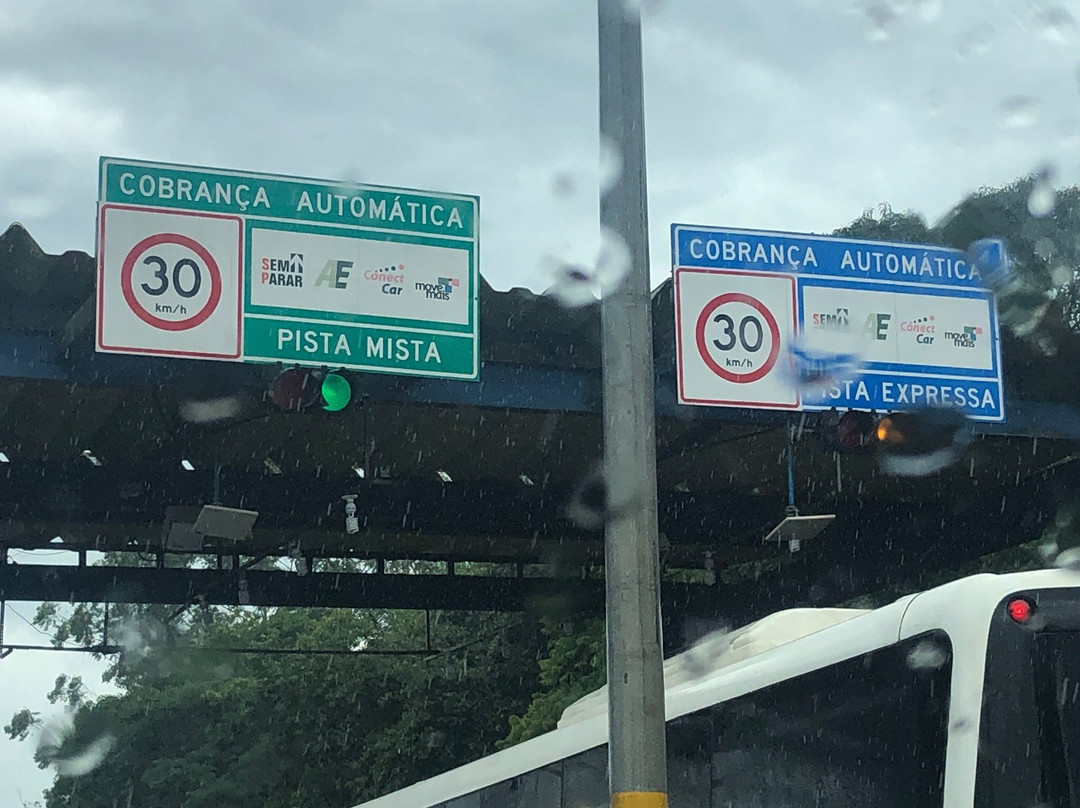 COBRANÇA AUTOMÁTICA
30
km/h
SEM
PARAR
AE
Conect
Car
move
mais
PISTA MISTA
COBRANÇA AUTOMÁTICA
30
km/h
SEM
AE
Conect
Car
move
mais
EXPRESSA